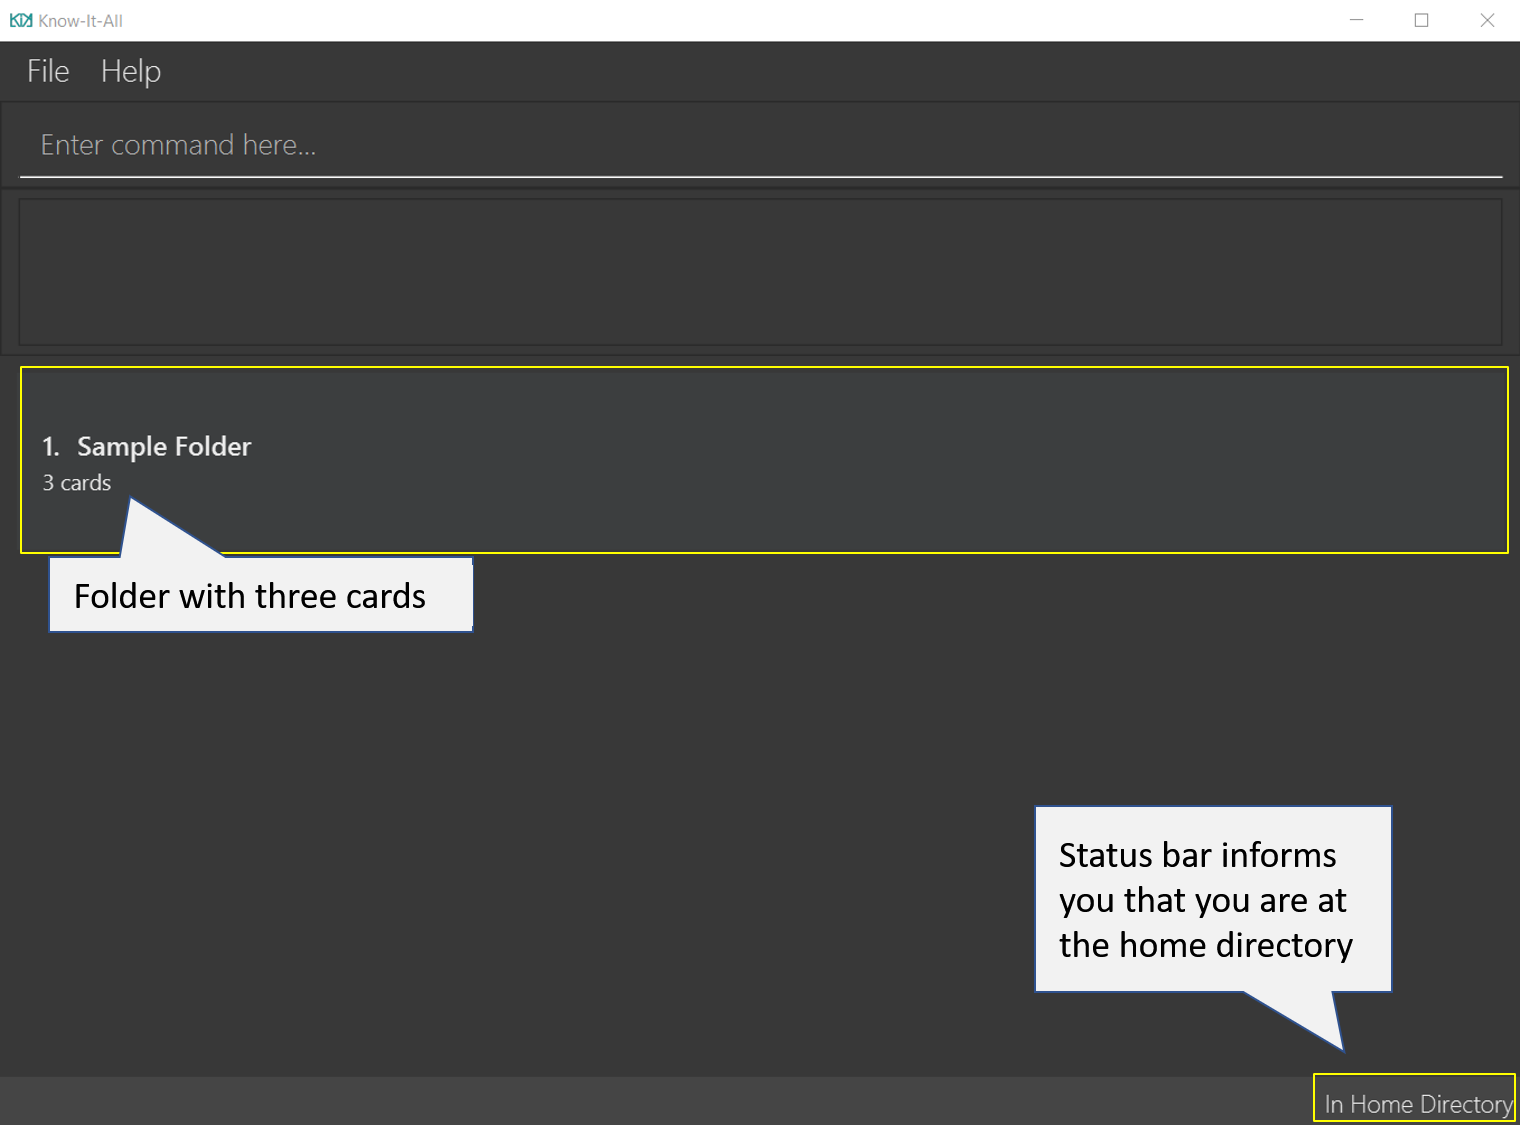 Know-It-All
File Help
Enter command here...
1. Sample Folder
3 cards
Folder with three cards
Status bar informs
you that you are at
the home directory
In Home Directory